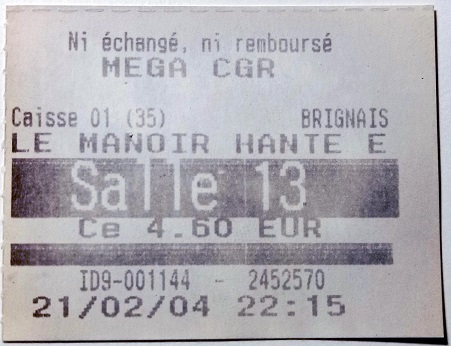 Ni échangé, ni remboursé
MEGA CGR
Caisse 01 (35) BRIGNAIS
LE MANOIR HANTE E
Salle 13
Ce 4.60 EUR
ID9-001144 - 2452570
21/02/04 22:15